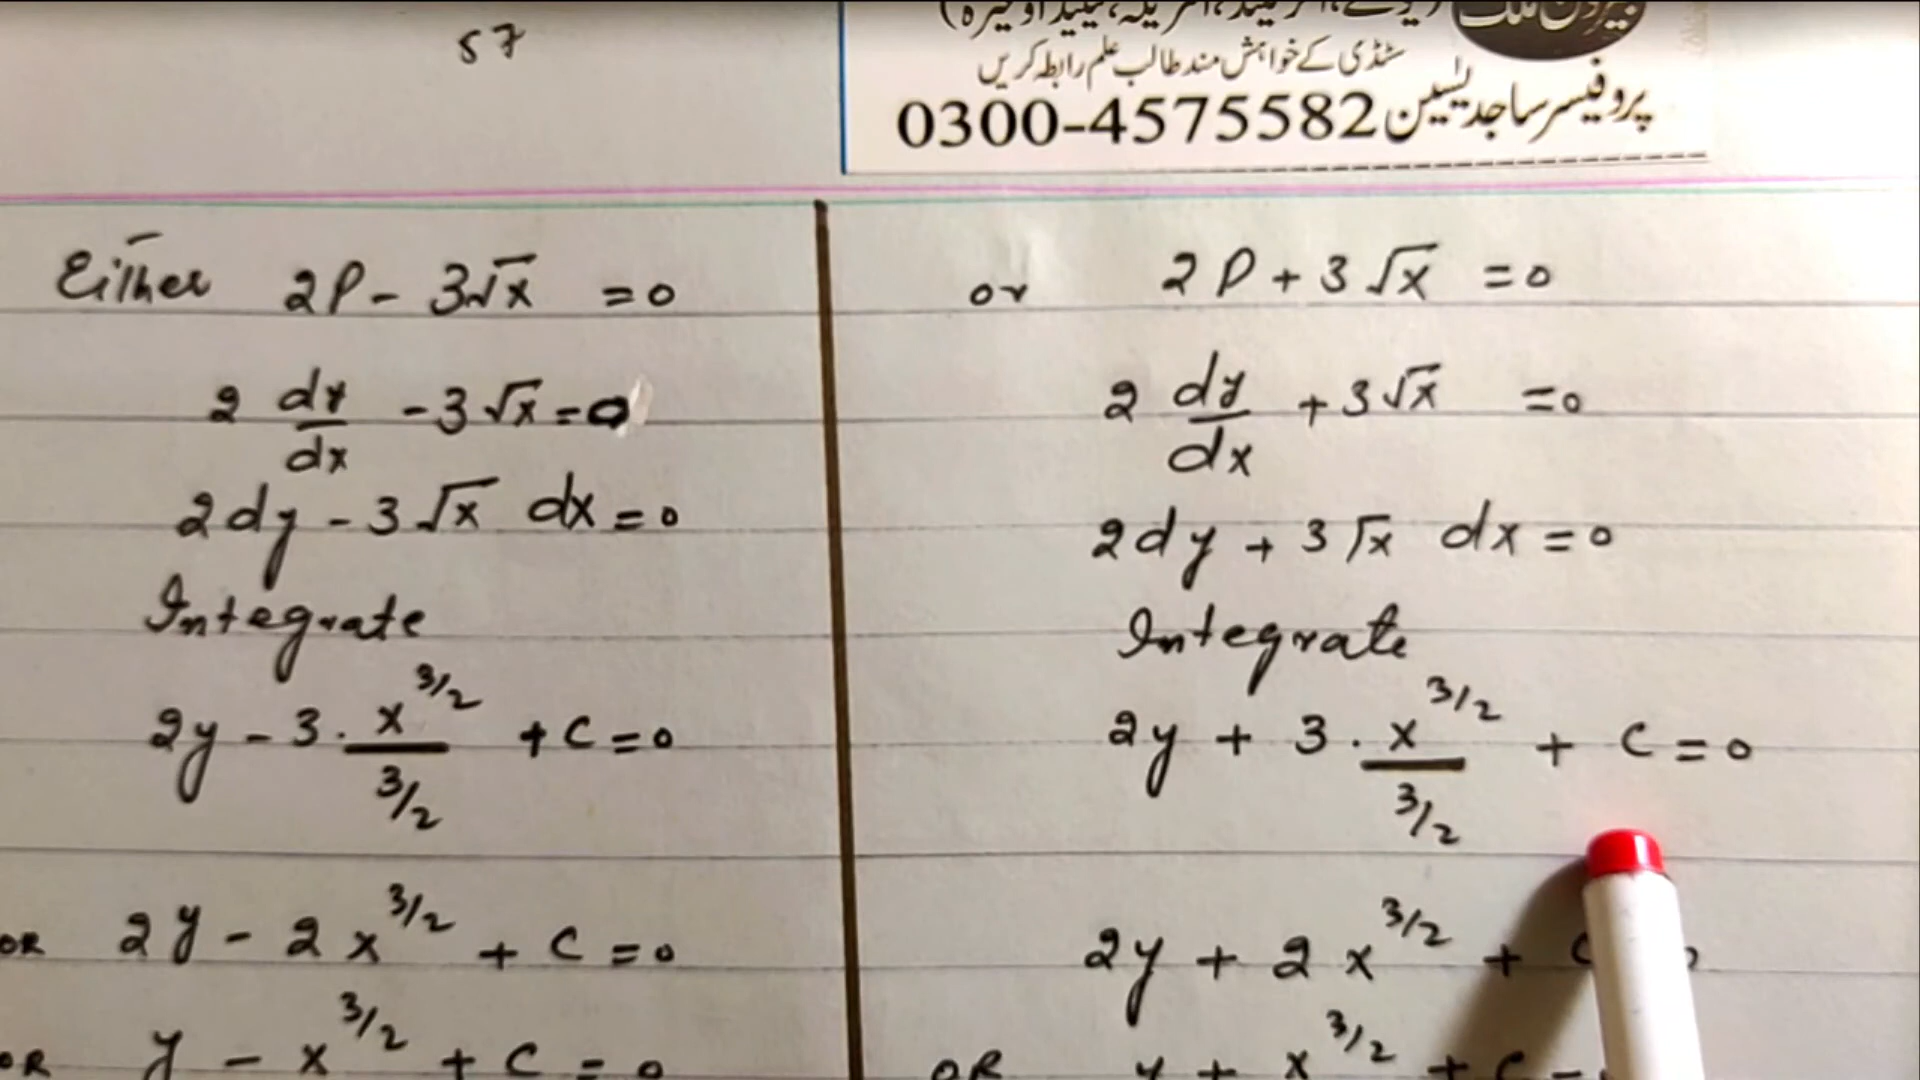 57
سٹڈی کے خواہش مند طالب علم رابطہ کریں
پروفیسر ساجد یٰسین 0300-4575582
Either 2P - 3√x = 0
2 dy/dx - 3√x = 0
2dy - 3√x dx = 0
Integrate
2y - 3 · x^3/2 / 3/2 + C = 0
OR 2y - 2x^3/2 + C = 0
OR y - x^3/2 + C = 0
or 2P + 3√x = 0
2 dy/dx + 3√x = 0
2dy + 3√x dx = 0
Integrate
2y + 3 · x^3/2 / 3/2 + C = 0
2y + 2x^3/2 +
OR y + x^3/2 + C =